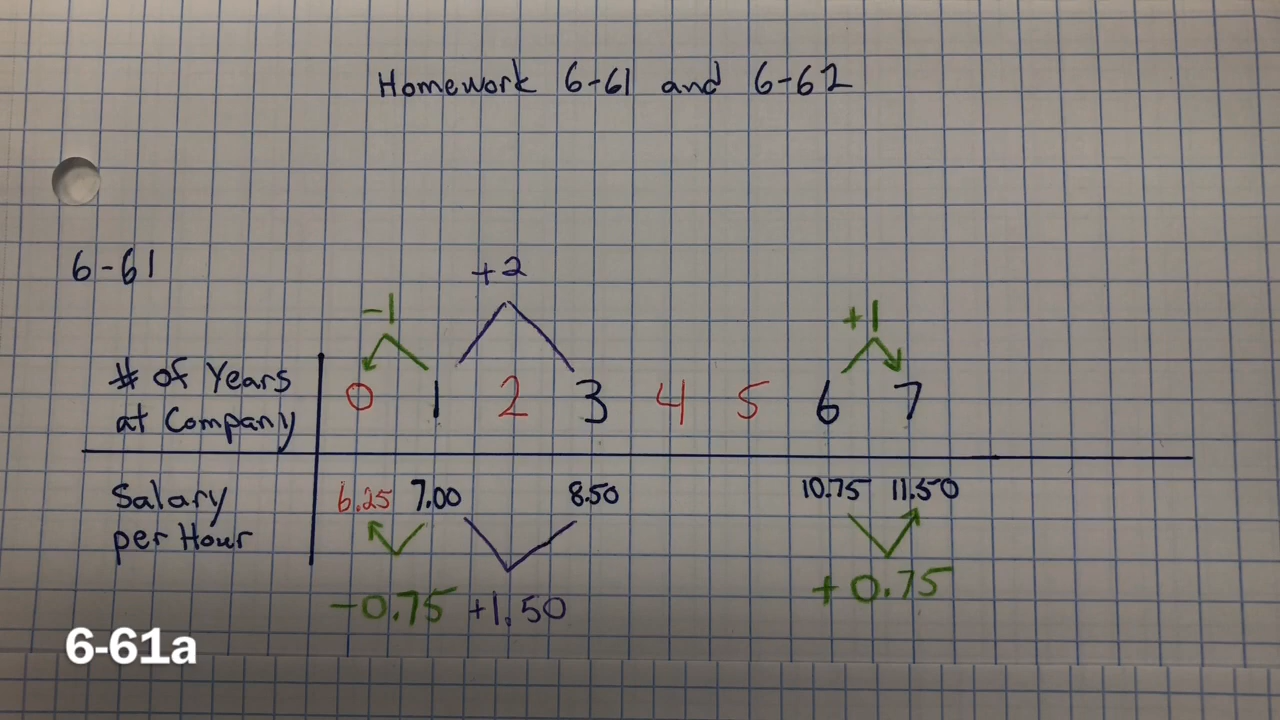 Homework 6-61 and 6-62
6-61
+2
-1
+1
# of Years
at Company
0 1 2 3 4 5 6 7
Salary
per Hour
6.25 7.00 8.50 10.75 11.50
-0.75 +1.50 +0.75
6-61a